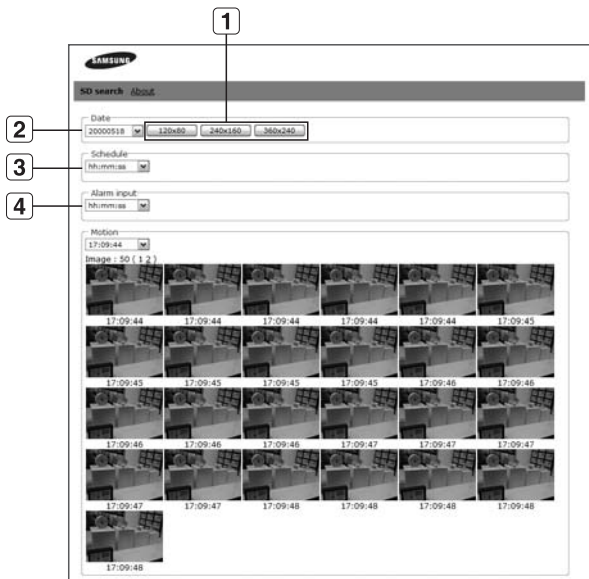 1
SAMSUNG
SD search About
Date
2 20000518 120x80 240x160 360x240
Schedule
3 hh:mm:ss
Alarm input
4 hh:mm:ss
Motion
17:09:44
Image : 50 ( 1 2 )
17:09:44 17:09:44 17:09:44 17:09:44 17:09:44 17:09:45
17:09:45 17:09:45 17:09:45 17:09:45 17:09:46 17:09:46
17:09:46 17:09:46 17:09:46 17:09:47 17:09:47 17:09:47
17:09:47 17:09:47 17:09:48 17:09:48 17:09:48 17:09:48
17:09:48